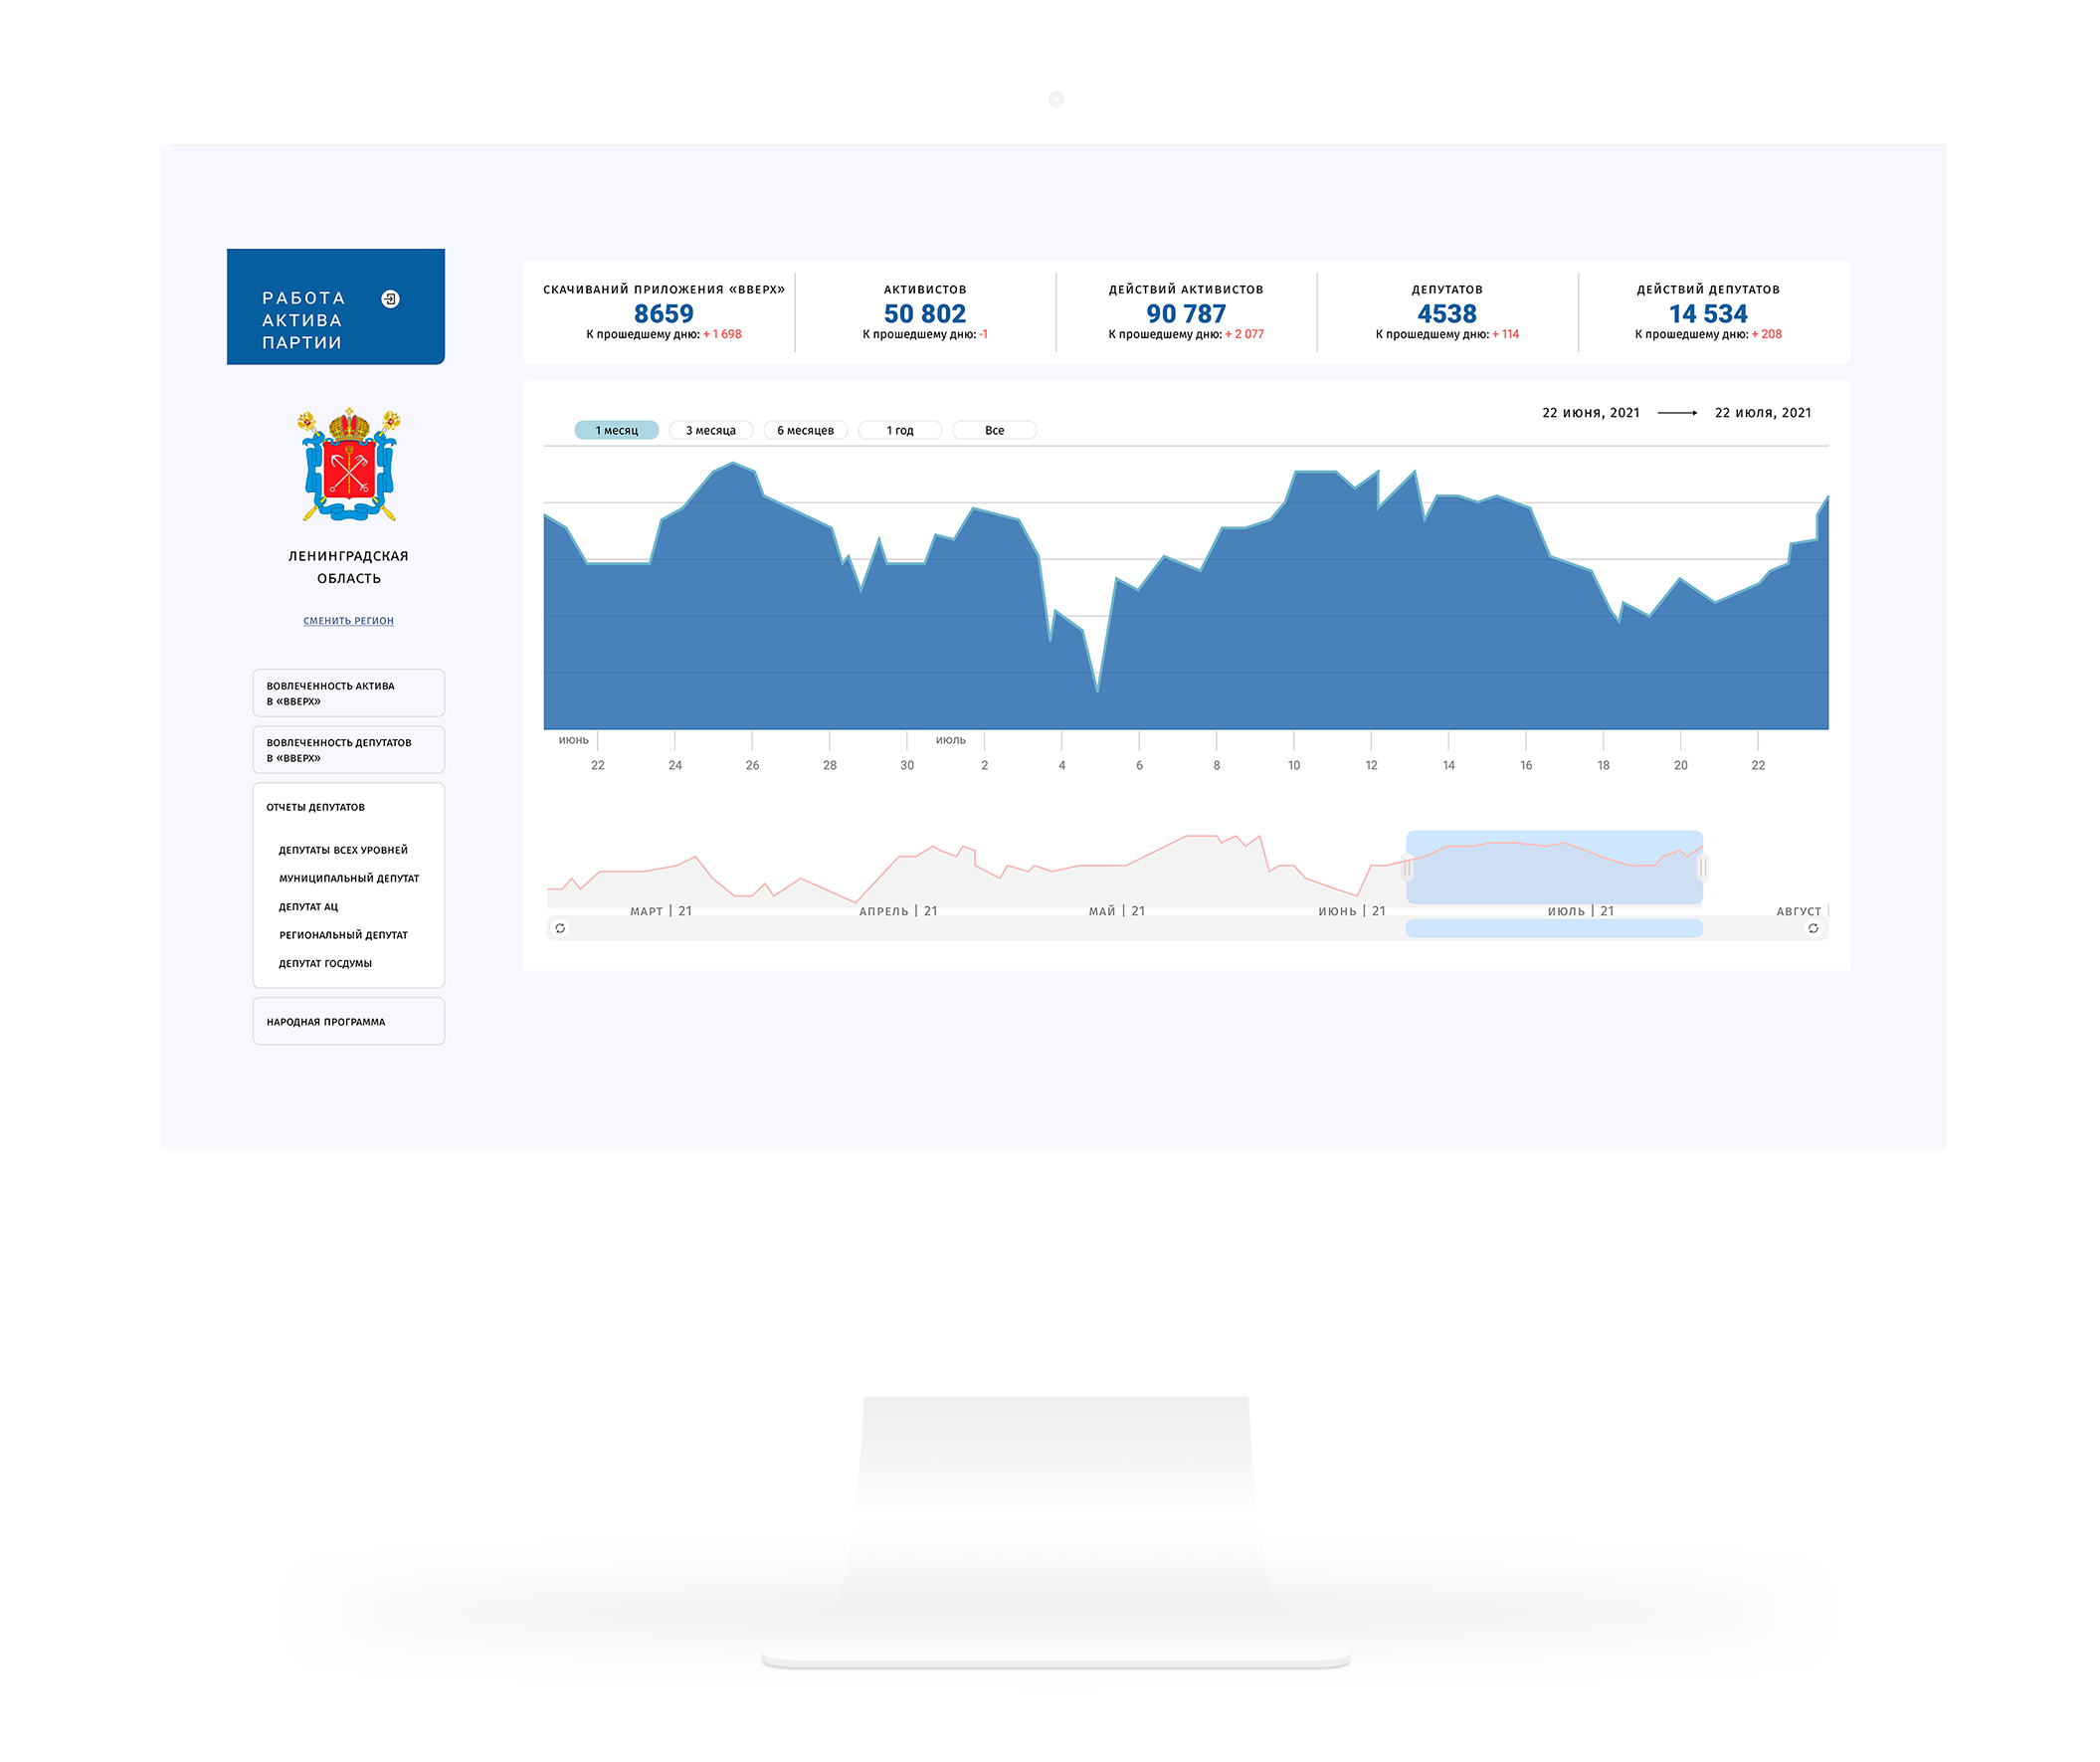 РАБОТА
АКТИВА
ПАРТИИ
ЛЕНИНГРАДСКАЯ
ОБЛАСТЬ
СМЕНИТЬ РЕГИОН
ВОВЛЕЧЕННОСТЬ АКТИВА
В «ВВЕРХ»
ВОВЛЕЧЕННОСТЬ ДЕПУТАТОВ
В «ВВЕРХ»
ОТЧЕТЫ ДЕПУТАТОВ
ДЕПУТАТЫ ВСЕХ УРОВНЕЙ
МУНИЦИПАЛЬНЫЙ ДЕПУТАТ
ДЕПУТАТ АЦ
РЕГИОНАЛЬНЫЙ ДЕПУТАТ
ДЕПУТАТ ГОСДУМЫ
НАРОДНАЯ ПРОГРАММА
СКАЧИВАНИЙ ПРИЛОЖЕНИЯ «ВВЕРХ»
8659
К прошедшему дню: + 1 698
АКТИВИСТОВ
50 802
К прошедшему дню: -1
ДЕЙСТВИЙ АКТИВИСТОВ
90 787
К прошедшему дню: + 2 077
ДЕПУТАТОВ
4538
К прошедшему дню: + 114
ДЕЙСТВИЙ ДЕПУТАТОВ
14 534
К прошедшему дню: + 208
22 июня, 2021 → 22 июля, 2021
1 месяц 3 месяца 6 месяцев 1 год Все
июнь июль
22 24 26 28 30 2 4 6 8 10 12 14 16 18 20 22
МАРТ | 21 АПРЕЛЬ | 21 МАЙ | 21 ИЮНЬ | 21 ИЮЛЬ | 21 АВГУСТ |